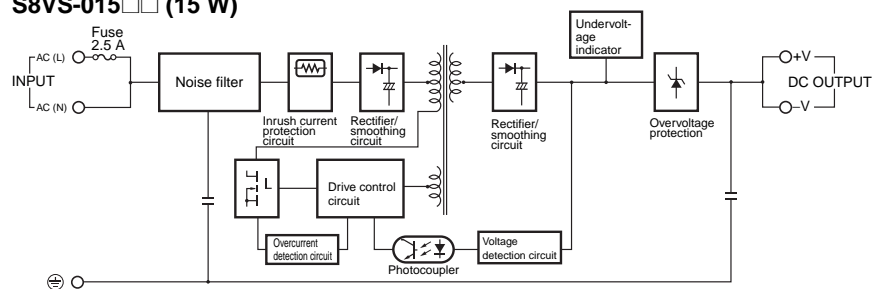 S8VS-015□□ (15 W)
Fuse
2.5 A
AC (L)
INPUT
AC (N)
Noise filter
Inrush current
protection
circuit
Rectifier/
smoothing
circuit
Rectifier/
smoothing
circuit
Undervolt-
age
indicator
Overvoltage
protection
+V
DC OUTPUT
–V
Drive control
circuit
Overcurrent
detection circuit
Photocoupler
Voltage
detection circuit